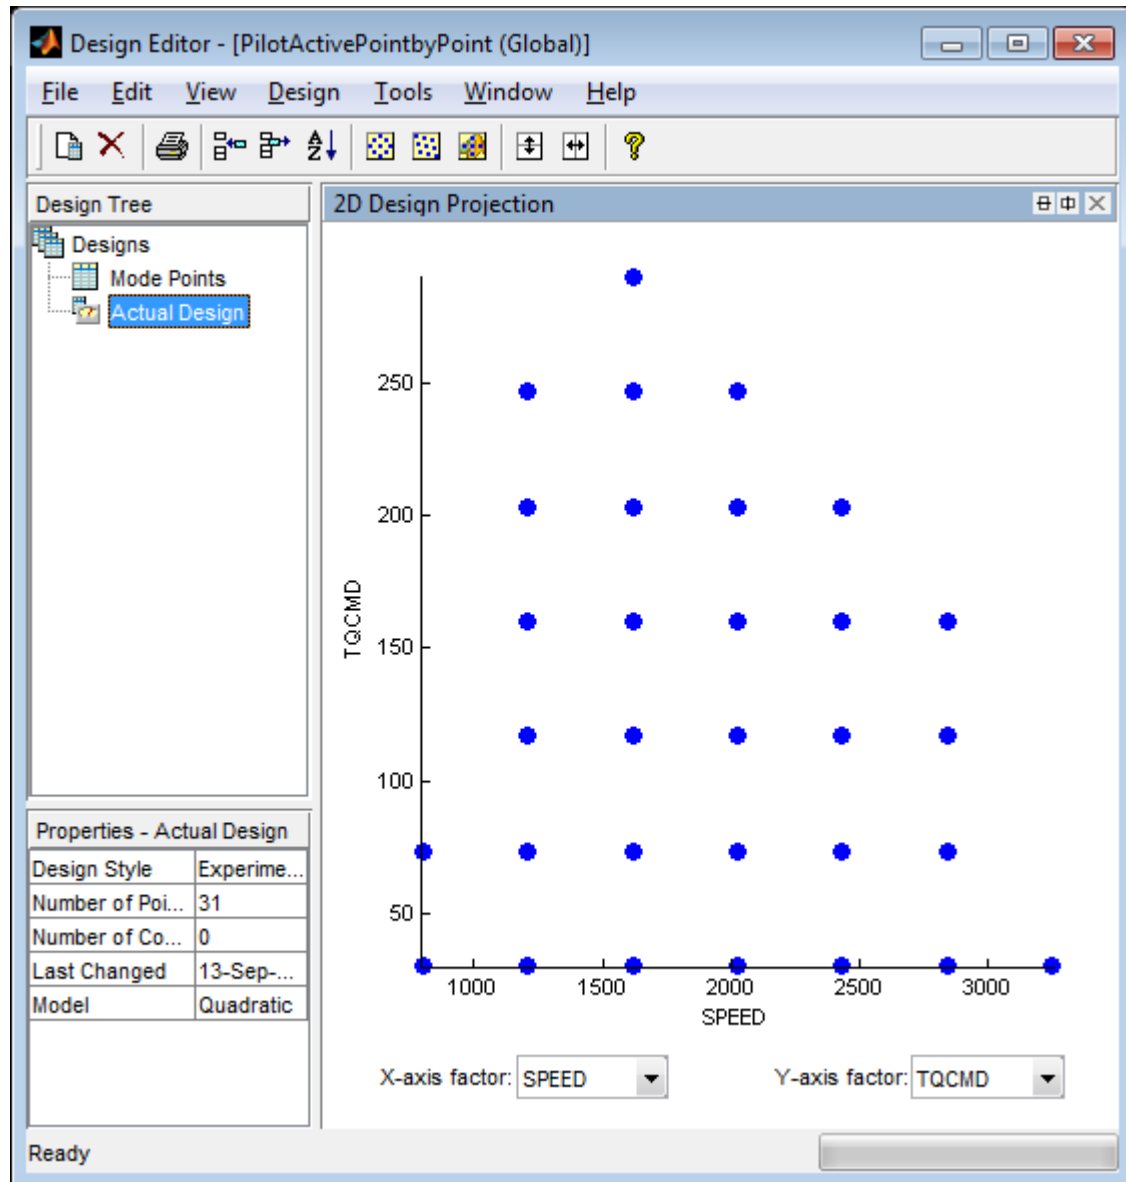 Design Editor - [PilotActivePointbyPoint (Global)]
File Edit View Design Tools Window Help
Design Tree
Designs
Mode Points
Actual Design
Properties - Actual Design
Design Style Experime...
Number of Poi... 31
Number of Co... 0
Last Changed 13-Sep-...
Model Quadratic
2D Design Projection
250
200
150
100
50
TQCMD
1000 1500 2000 2500 3000
SPEED
X-axis factor: SPEED Y-axis factor: TQCMD
Ready